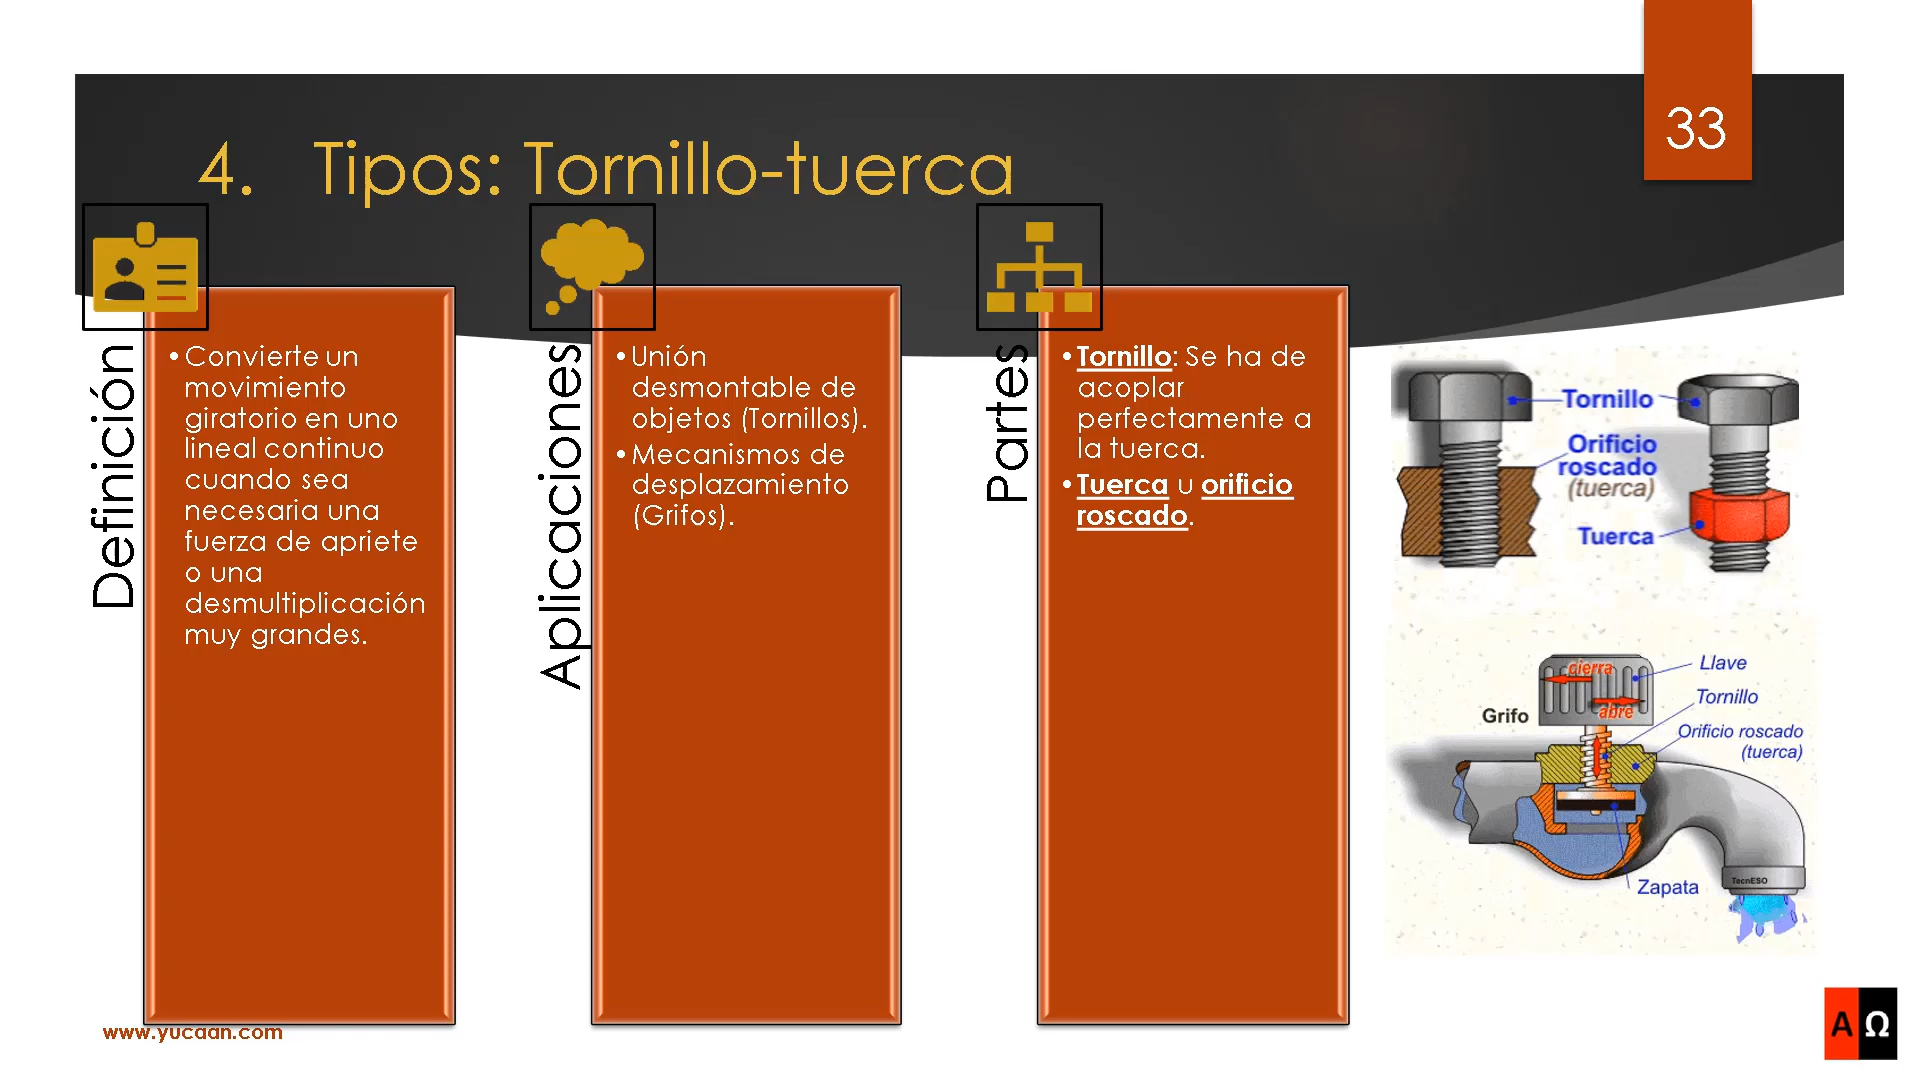 33
4. Tipos: Tornillo-tuerca
Definición
•Convierte un
movimiento
giratorio en uno
lineal continuo
cuando sea
necesaria una
fuerza de apriete
o una
desmultiplicación
muy grandes.
Aplicaciones
•Unión
desmontable de
objetos (Tornillos).
•Mecanismos de
desplazamiento
(Grifos).
Partes
•Tornillo: Se ha de
acoplar
perfectamente a
la tuerca.
•Tuerca u orificio
roscado.
Tornillo
Orificio
roscado
(tuerca)
Tuerca
cierra
abre
Llave
Tornillo
Grifo
Orificio roscado
(tuerca)
Zapata
TecnESO
www.yucaan.com
A Ω